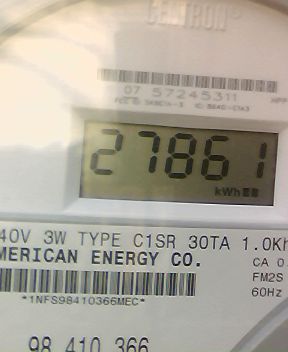 CENTRON®
07 57245311
27861
kWh
40V 3W TYPE C1SR 30TA 1.0Kh
MERICAN ENERGY CO.
CA 0.
FM2S
60Hz
*1NFS98410366MEC*
98 410 366